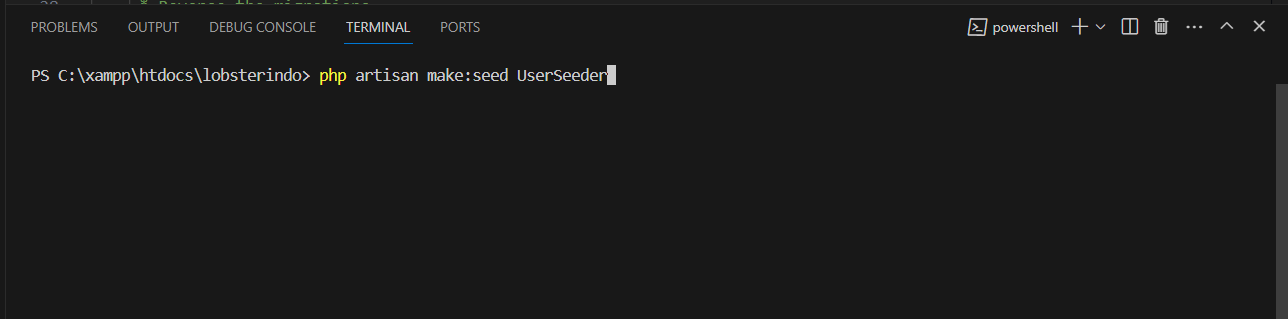 PROBLEMS OUTPUT DEBUG CONSOLE TERMINAL PORTS powershell
PS C:\xampp\htdocs\lobsterindo> php artisan make:seed UserSeeder